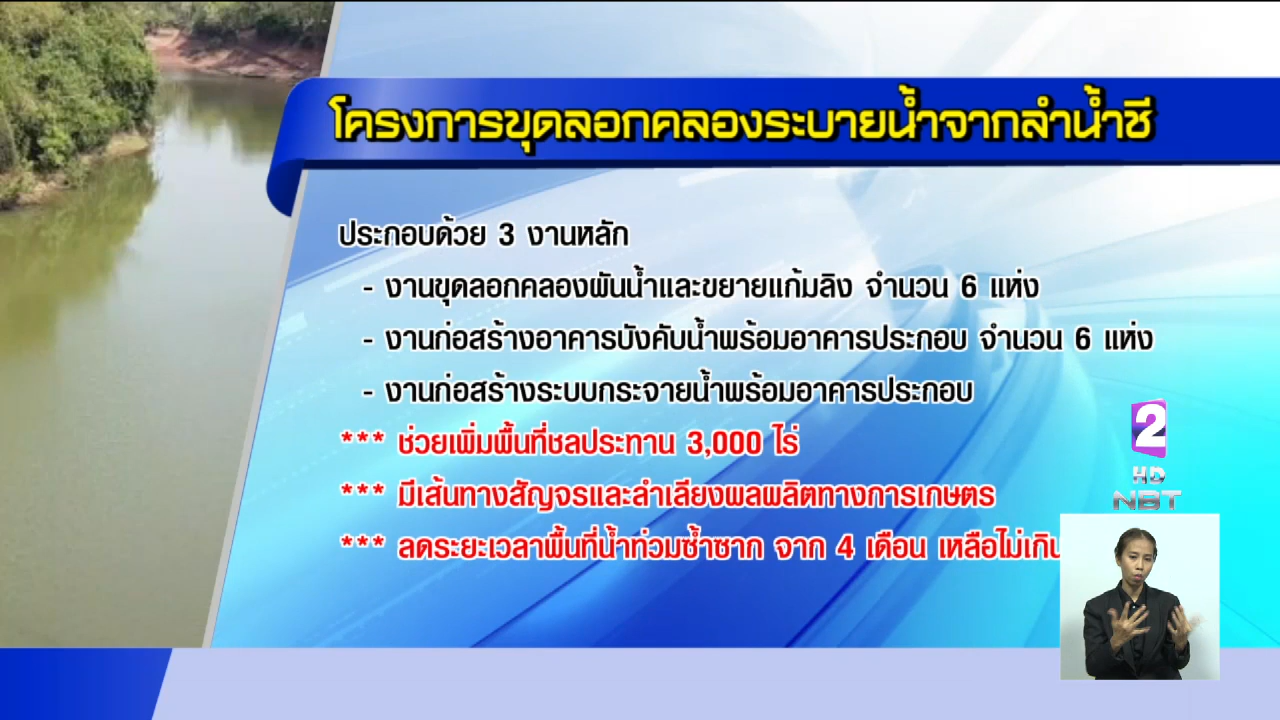 โครงการขุดลอกคลองระบายน้ำจากลำน้ำชี
ประกอบด้วย 3 งานหลัก
- งานขุดลอกคลองผันน้ำและขยายแก้มลิง จำนวน 6 แห่ง
- งานก่อสร้างอาคารบังคับน้ำพร้อมอาคารประกอบ จำนวน 6 แห่ง
- งานก่อสร้างระบบกระจายน้ำพร้อมอาคารประกอบ
*** ช่วยเพิ่มพื้นที่ชลประทาน 3,000 ไร่
*** มีเส้นทางสัญจรและลำเลียงผลผลิตทางการเกษตร
*** ลดระยะเวลาพื้นที่น้ำท่วมซ้ำซาก จาก 4 เดือน เหลือไม่เกิน
2
HD
NBT